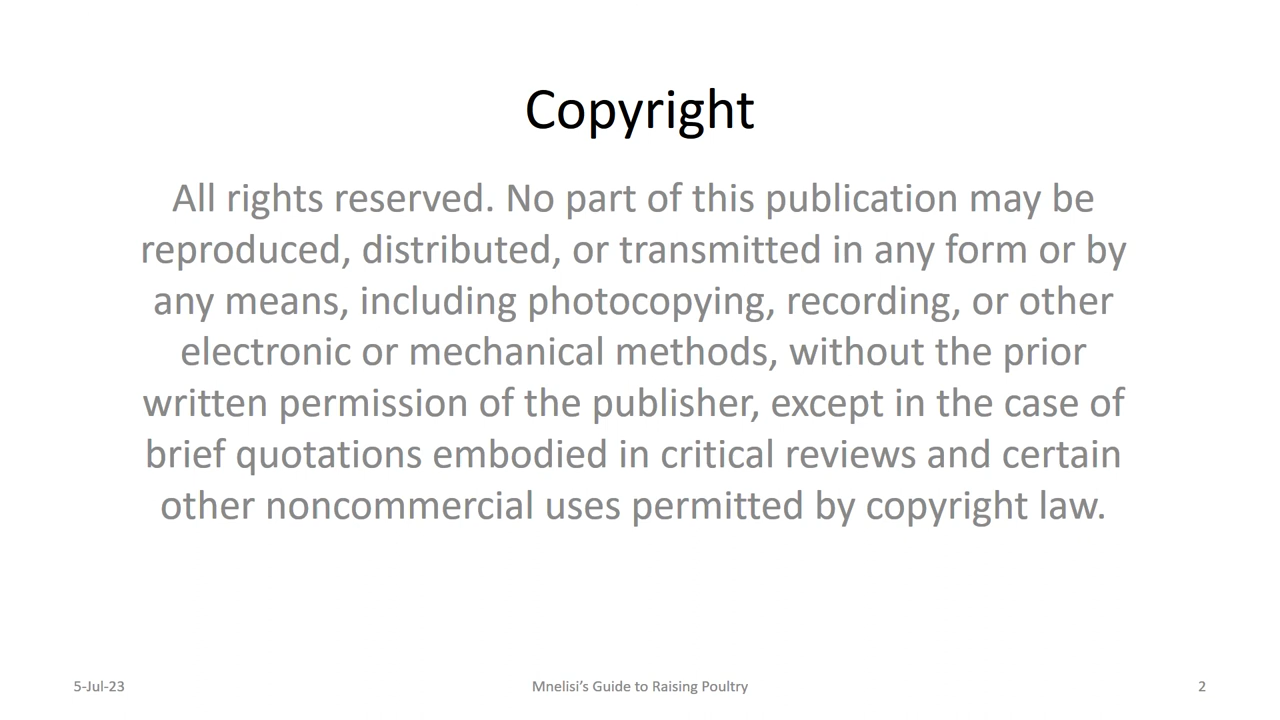 Copyright
All rights reserved. No part of this publication may be
reproduced, distributed, or transmitted in any form or by
any means, including photocopying, recording, or other
electronic or mechanical methods, without the prior
written permission of the publisher, except in the case of
brief quotations embodied in critical reviews and certain
other noncommercial uses permitted by copyright law.
5-Jul-23
Mnelisi’s Guide to Raising Poultry
2